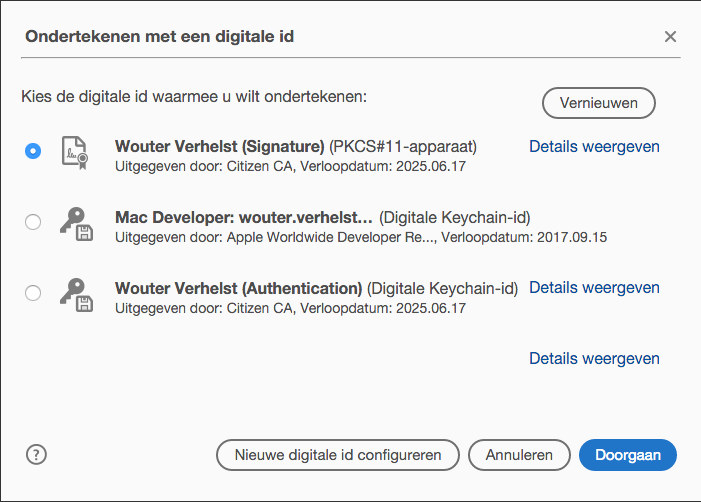 Ondertekenen met een digitale id
Kies de digitale id waarmee u wilt ondertekenen:
Vernieuwen
Wouter Verhelst (Signature) (PKCS#11-apparaat)
Details weergeven
Uitgegeven door: Citizen CA, Verloopdatum: 2025.06.17
Mac Developer: wouter.verhelst... (Digitale Keychain-id)
Uitgegeven door: Apple Worldwide Developer Re..., Verloopdatum: 2017.09.15
Wouter Verhelst (Authentication) (Digitale Keychain-id)
Details weergeven
Uitgegeven door: Citizen CA, Verloopdatum: 2025.06.17
Details weergeven
?
Nieuwe digitale id configureren
Annuleren
Doorgaan